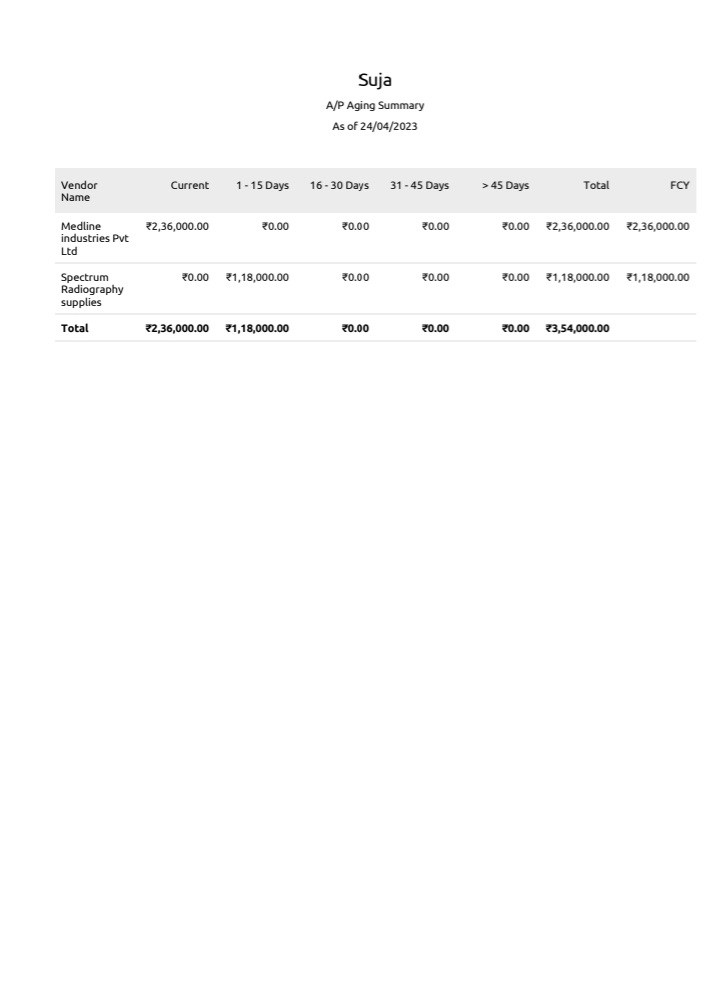 Suja
A/P Aging Summary
As of 24/04/2023
Vendor Name Current 1 - 15 Days 16 - 30 Days 31 - 45 Days > 45 Days Total FCY
Medline industries Pvt Ltd ₹2,36,000.00 ₹0.00 ₹0.00 ₹0.00 ₹0.00 ₹2,36,000.00 ₹2,36,000.00
Spectrum Radiography supplies ₹0.00 ₹1,18,000.00 ₹0.00 ₹0.00 ₹0.00 ₹1,18,000.00 ₹1,18,000.00
Total ₹2,36,000.00 ₹1,18,000.00 ₹0.00 ₹0.00 ₹0.00 ₹3,54,000.00